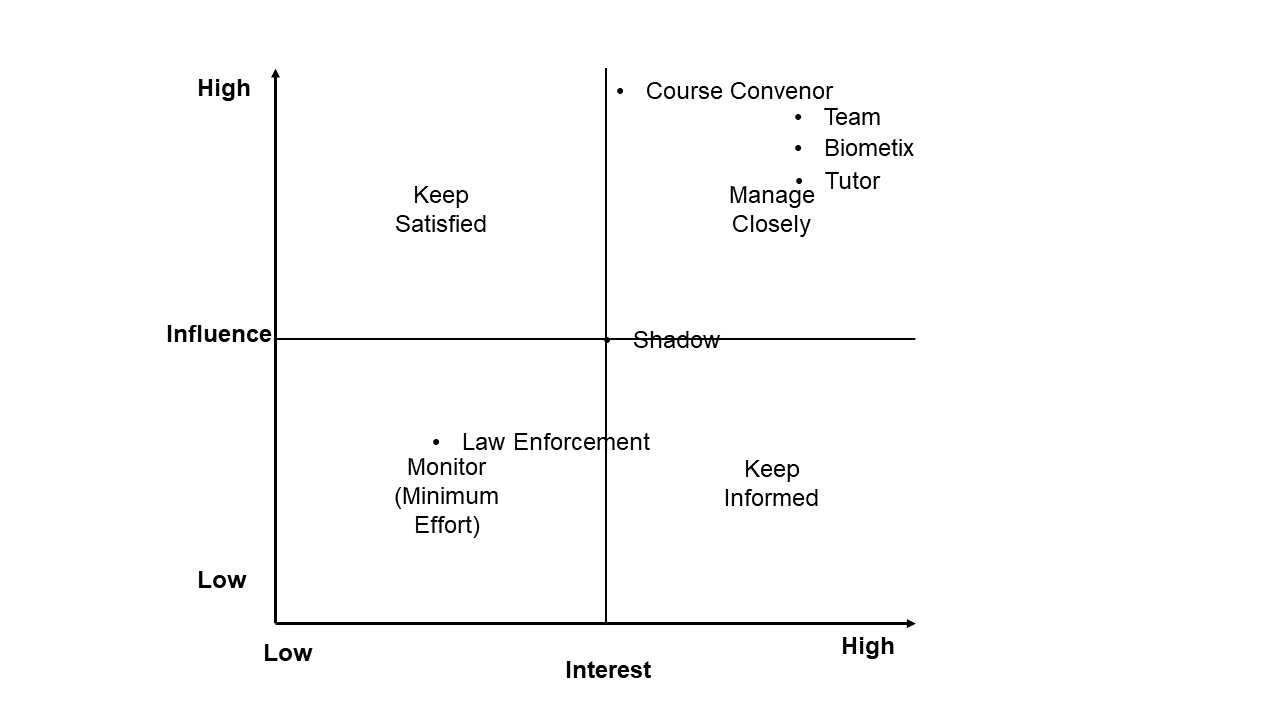 High
• Course Convenor
• Team
• Biometix
• Tutor
Keep
Satisfied
Manage
Closely
Influence
• Shadow
• Law Enforcement
Monitor
(Minimum
Effort)
Keep
Informed
Low
Low
High
Interest